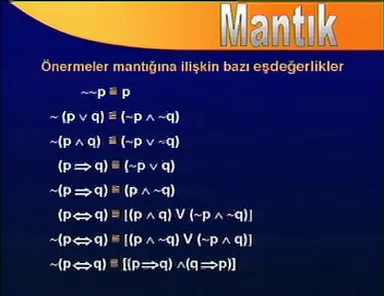 Mantık
Önermeler mantığına ilişkin bazı eşdeğerlikler
~~p ≡ p
~ (p ∨ q) ≡ (~p ∧ ~q)
~(p ∧ q) ≡ (~p ∨ ~q)
(p ⇒ q) ≡ (~p ∨ q)
~(p ⇒ q) ≡ (p ∧ ~q)
(p⇔q) ≡ [(p ∧ q) V (~p ∧ ~q)]
~(p⇔q) ≡ [(p ∧ ~q) V (~p ∧ q)]
~(p⇔q) ≡ [(p⇒q) ∧(q⇒p)]